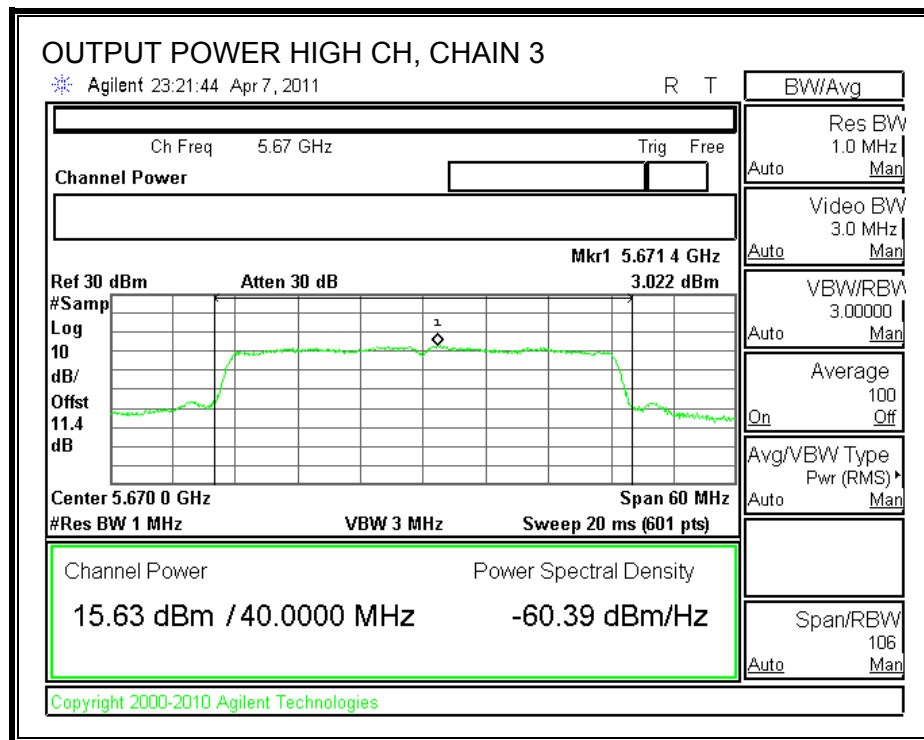 OUTPUT POWER HIGH CH, CHAIN 3
Agilent 23:21:44 Apr 7, 2011 R T
Ch Freq 5.67 GHz Trig Free
Channel Power
Mkr1 5.671 4 GHz
Ref 30 dBm Atten 30 dB 3.022 dBm
#Samp
Log
10
dB/
Offst
11.4
dB
1
Center 5.670 0 GHz Span 60 MHz
#Res BW 1 MHz VBW 3 MHz Sweep 20 ms (601 pts)
Channel Power Power Spectral Density
15.63 dBm / 40.0000 MHz -60.39 dBm/Hz
Copyright 2000-2010 Agilent Technologies
BW/Avg
Res BW
1.0 MHz
Auto Man
Video BW
3.0 MHz
Auto Man
VBW/RBW
3.00000
Auto Man
Average
100
On Off
Avg/VBW Type
Pwr (RMS)
Auto Man
Span/RBW
106
Auto Man